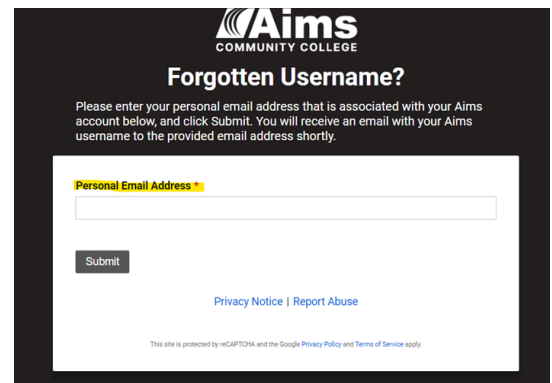 Aims
COMMUNITY COLLEGE
Forgotten Username?
Please enter your personal email address that is associated with your Aims
account below, and click Submit. You will receive an email with your Aims
username to the provided email address shortly.
Personal Email Address *
Submit
Privacy Notice | Report Abuse
This site is protected by reCAPTCHA and the Google Privacy Policy and Terms of Service apply.